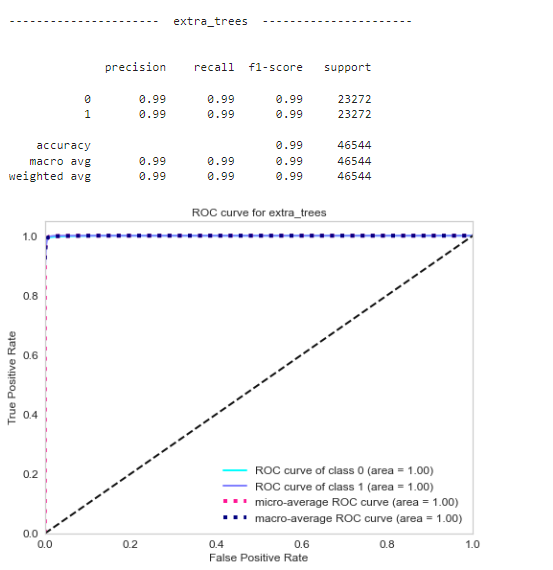 ---------------------- extra_trees ----------------------
precision recall f1-score support
0 0.99 0.99 0.99 23272
1 0.99 0.99 0.99 23272
accuracy 0.99 46544
macro avg 0.99 0.99 0.99 46544
weighted avg 0.99 0.99 0.99 46544
ROC curve for extra_trees
1.0
0.8
0.6
0.4
0.2
0.0
True Positive Rate
ROC curve of class 0 (area = 1.00)
ROC curve of class 1 (area = 1.00)
micro-average ROC curve (area = 1.00)
macro-average ROC curve (area = 1.00)
0.0 0.2 0.4 0.6 0.8 1.0
False Positive Rate